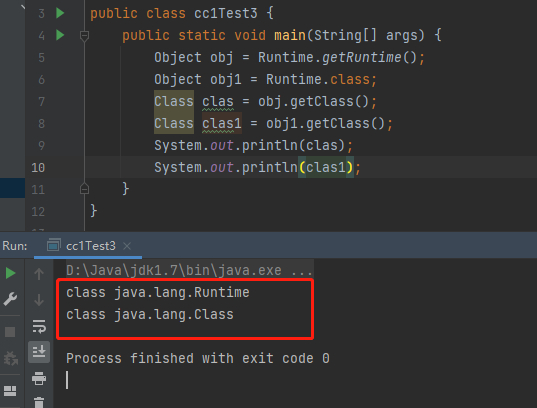 3 public class cc1Test3 {
4 public static void main(String[] args) {
5 Object obj = Runtime.getRuntime();
6 Object obj1 = Runtime.class;
7 Class clas = obj.getClass();
8 Class clas1 = obj1.getClass();
9 System.out.println(clas);
10 System.out.println(clas1);
11 }
12 }
Run: cc1Test3 ×
D:\Java\jdk1.7\bin\java.exe ...
class java.lang.Runtime
class java.lang.Class
Process finished with exit code 0